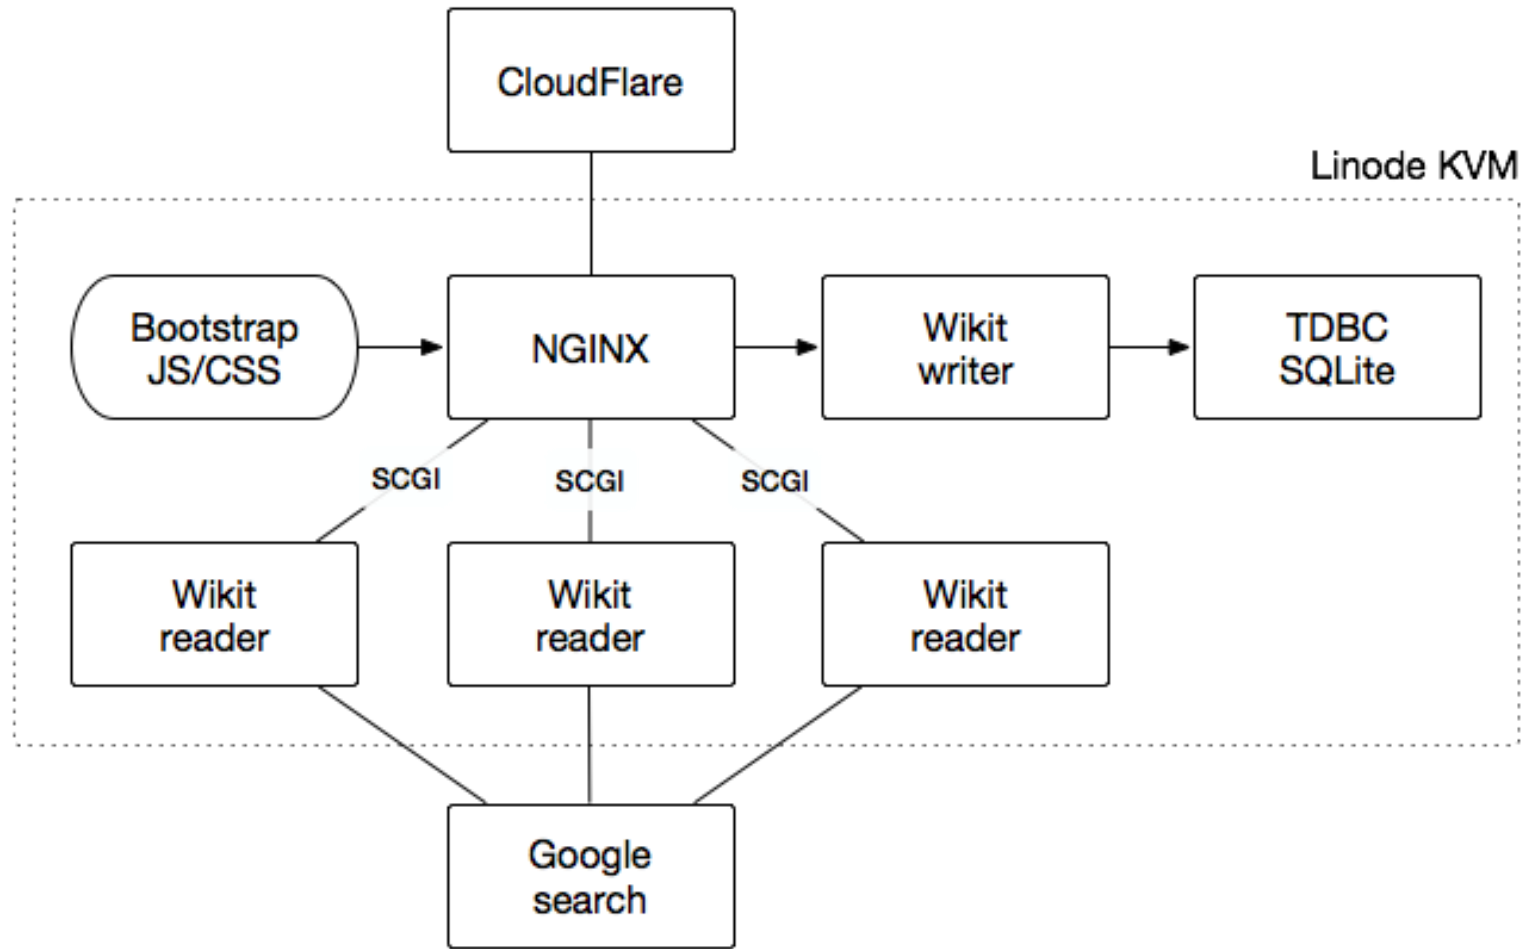 CloudFlare
Linode KVM
Bootstrap
JS/CSS
NGINX
Wikit
writer
TDBC
SQLite
SCGI
SCGI
SCGI
Wikit
reader
Wikit
reader
Wikit
reader
Google
search